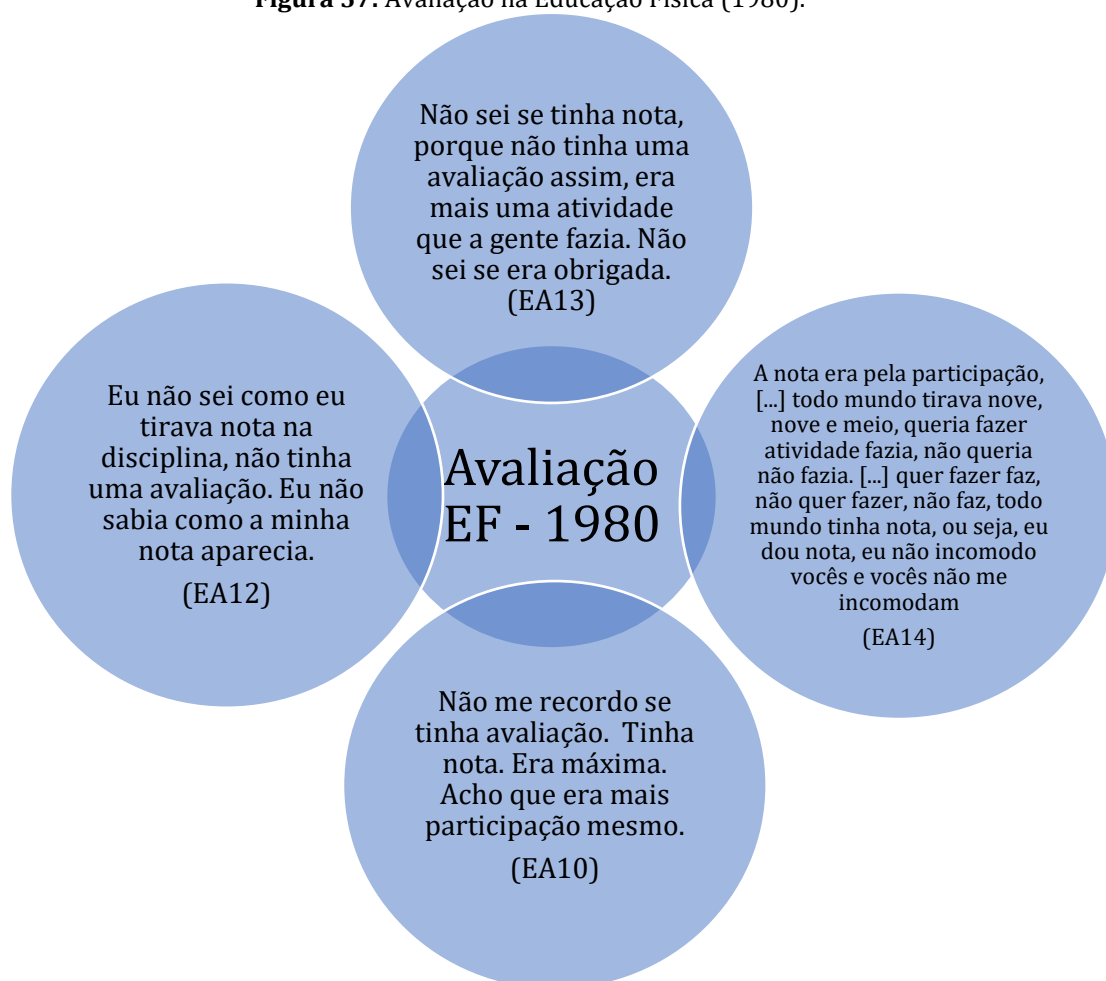 Figura 37: Avaliação na Educação Física (1980).
Não sei se tinha nota,
porque não tinha uma
avaliação assim, era
mais uma atividade
que a gente fazia. Não
sei se era obrigada.
(EA13)
Eu não sei como eu
tirava nota na
disciplina, não tinha
uma avaliação. Eu não
sabia como a minha
nota aparecia.
(EA12)
Avaliação
EF - 1980
A nota era pela participação,
[...] todo mundo tirava nove,
nove e meio, queria fazer
atividade fazia, não queria
não fazia. [...] quer fazer faz,
não quer fazer, não faz, todo
mundo tinha nota, ou seja, eu
dou nota, eu não incomodo
vocês e vocês não me
incomodam
(EA14)
Não me recordo se
tinha avaliação.  Tinha
nota. Era máxima.
Acho que era mais
participação mesmo.
(EA10)